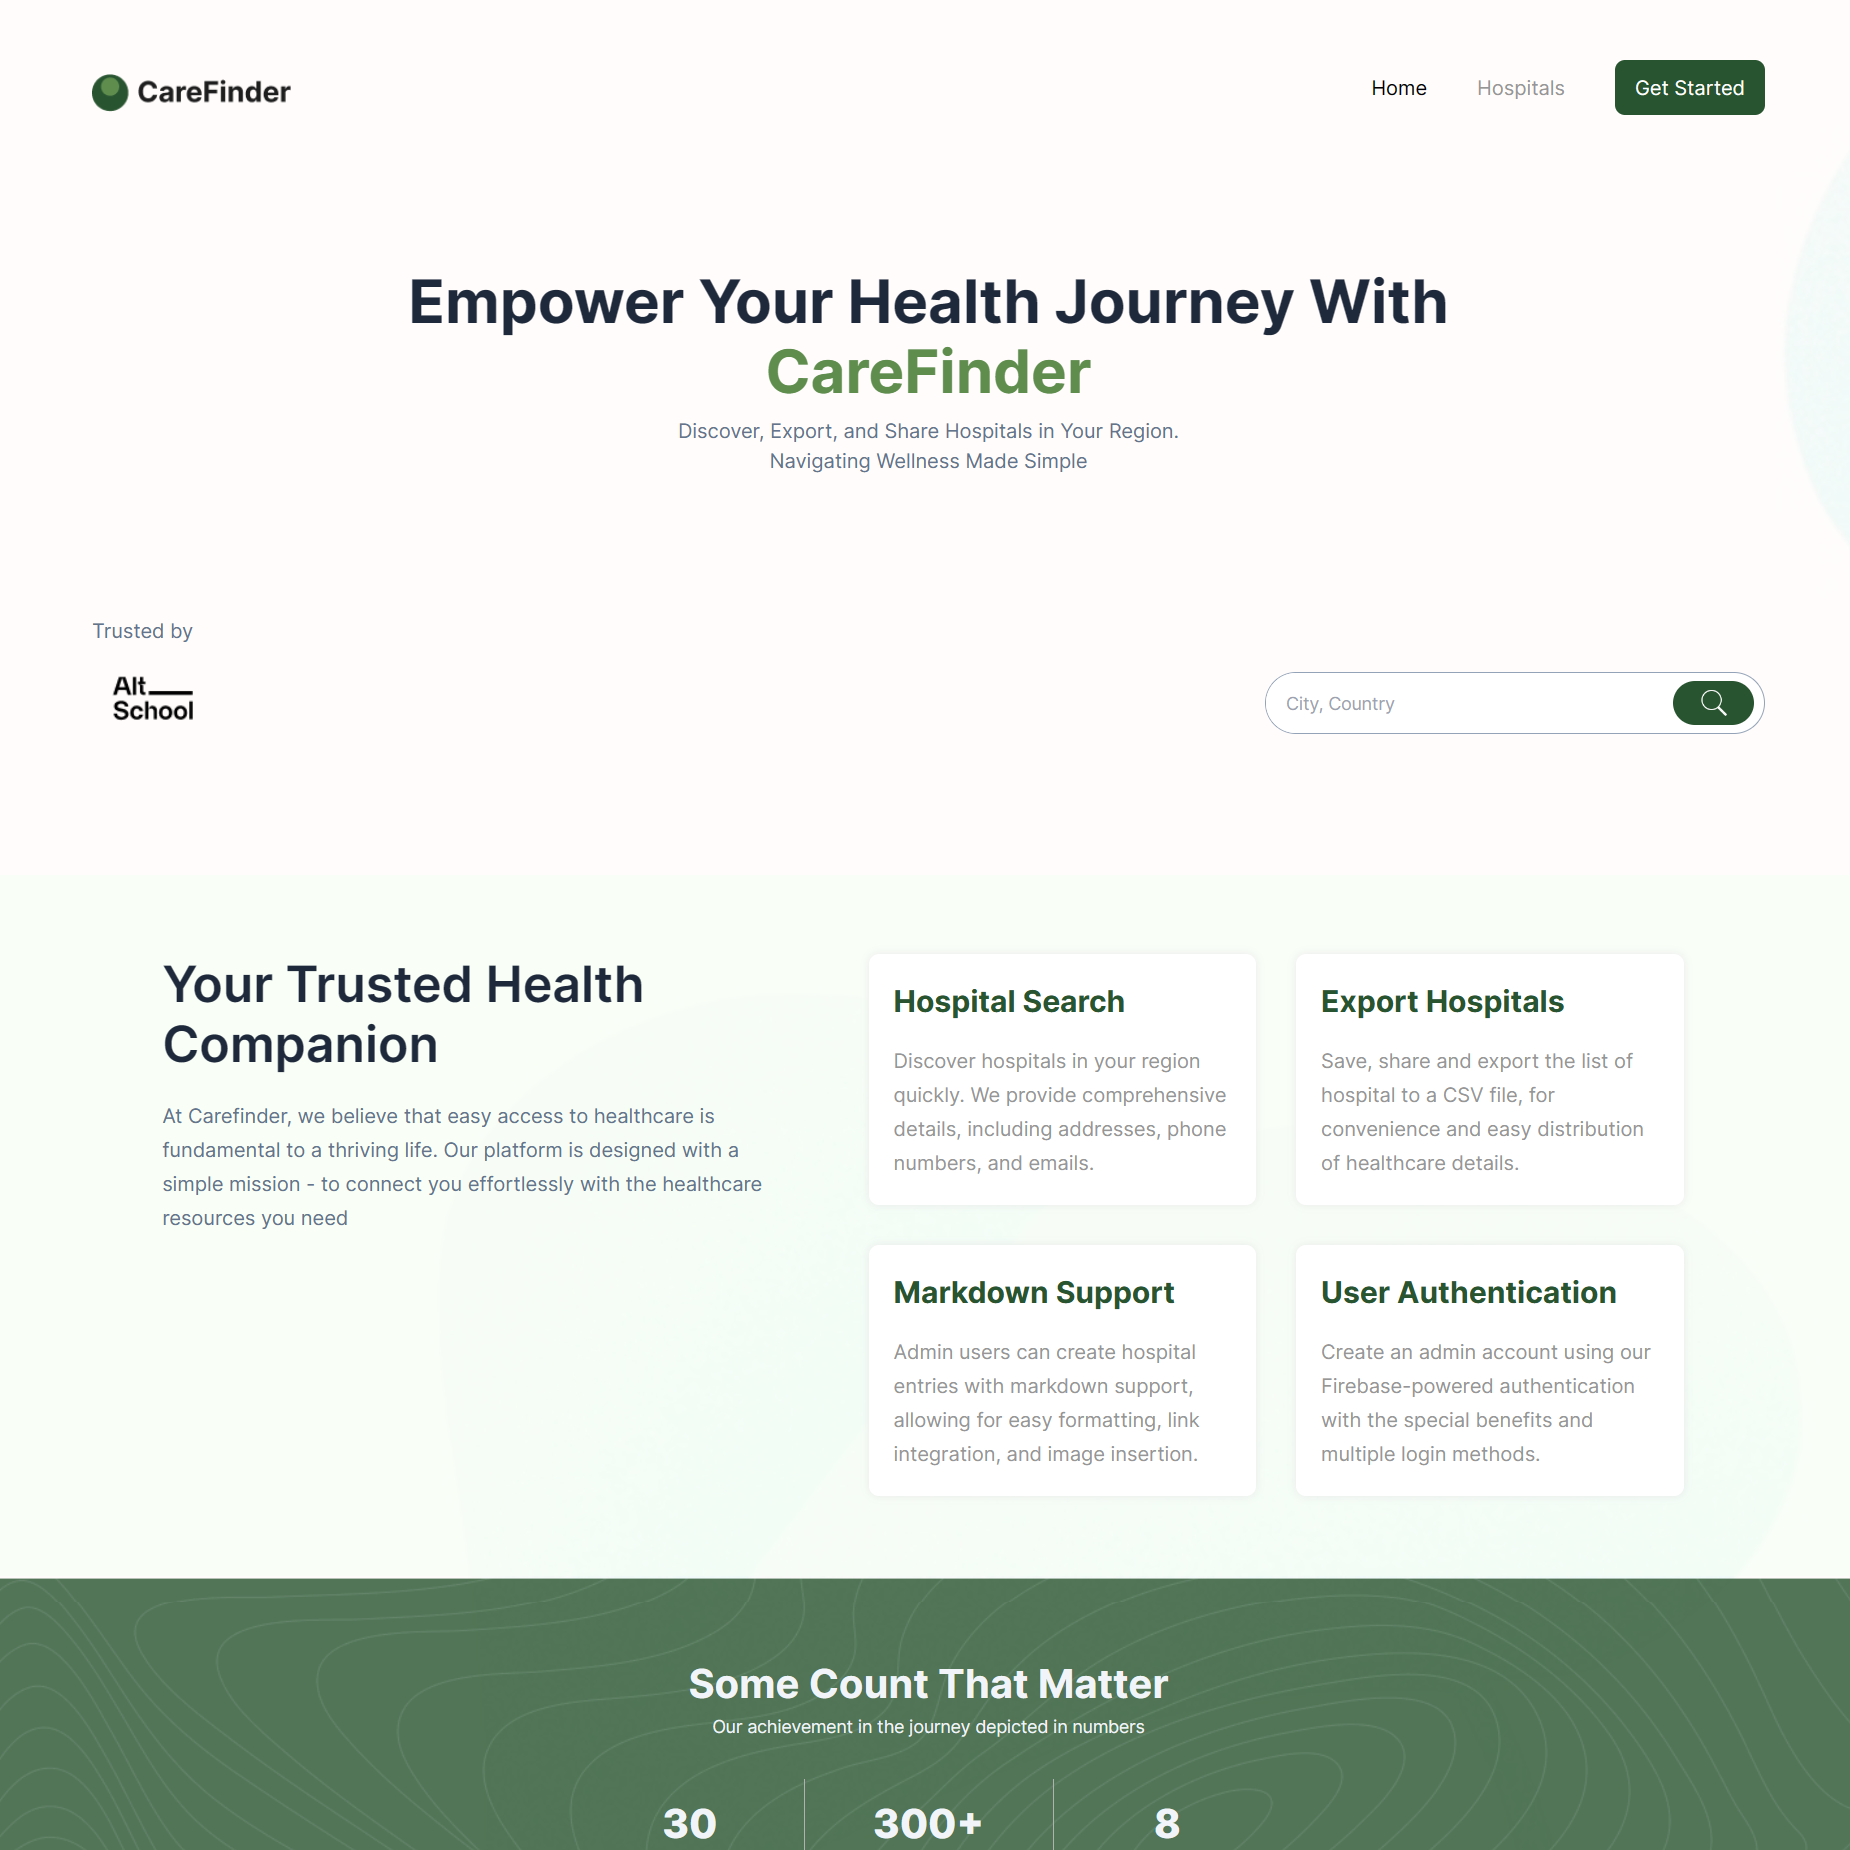 CareFinder
Home
Hospitals
Get Started
Empower Your Health Journey With
CareFinder
Discover, Export, and Share Hospitals in Your Region.
Navigating Wellness Made Simple
Trusted by
Alt
School
City, Country
Your Trusted Health
Companion
At Carefinder, we believe that easy access to healthcare is
fundamental to a thriving life. Our platform is designed with a
simple mission - to connect you effortlessly with the healthcare
resources you need
Hospital Search
Discover hospitals in your region
quickly. We provide comprehensive
details, including addresses, phone
numbers, and emails.
Export Hospitals
Save, share and export the list of
hospital to a CSV file, for
convenience and easy distribution
of healthcare details.
Markdown Support
Admin users can create hospital
entries with markdown support,
allowing for easy formatting, link
integration, and image insertion.
User Authentication
Create an admin account using our
Firebase-powered authentication
with the special benefits and
multiple login methods.
Some Count That Matter
Our achievement in the journey depicted in numbers
30
300+
8